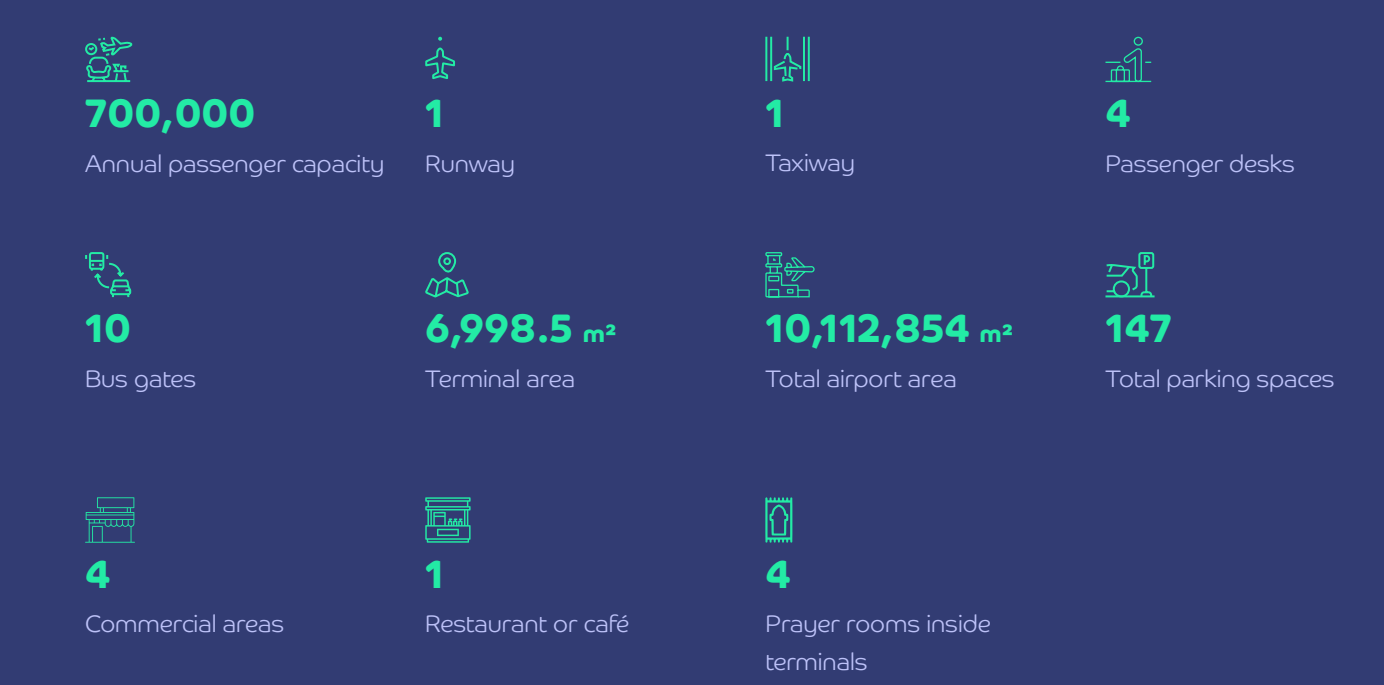 700,000
Annual passenger capacity
1
Runway
1
Taxiway
4
Passenger desks
10
Bus gates
6,998.5 m²
Terminal area
10,112,854 m²
Total airport area
P
147
Total parking spaces
4
Commercial areas
1
Restaurant or café
4
Prayer rooms inside
terminals